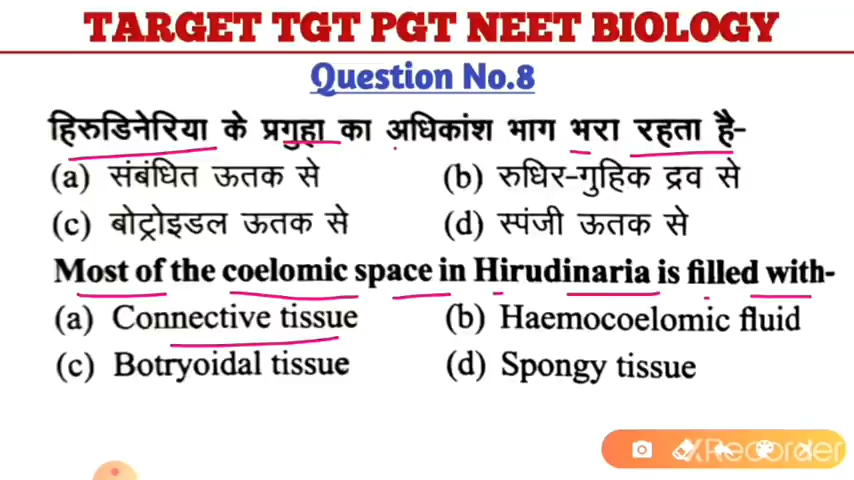 TARGET TGT PGT NEET BIOLOGY
Question No.8
हिरुडिनेरिया के प्रगुहा का अधिकांश भाग भरा रहता है-
(a) संबंधित ऊतक से (b) रुधिर-गुहिक द्रव से
(c) बोट्रोइडल ऊतक से (d) स्पंजी ऊतक से
Most of the coelomic space in Hirudinaria is filled with-
(a) Connective tissue (b) Haemocoelomic fluid
(c) Botryoidal tissue (d) Spongy tissue
XRecorder